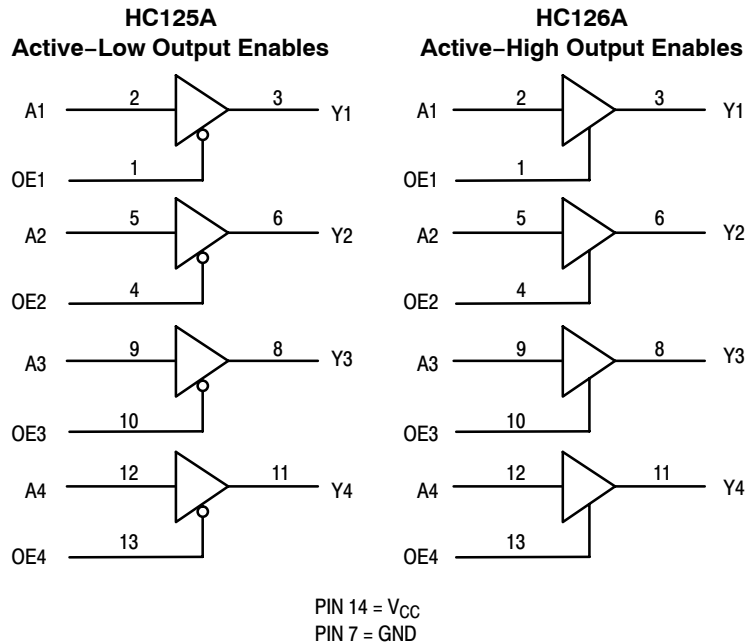 HC125A
Active−Low Output Enables
A1 2 3 Y1
OE1 1
A2 5 6 Y2
OE2 4
A3 9 8 Y3
OE3 10
A4 12 11 Y4
OE4 13
HC126A
Active−High Output Enables
A1 2 3 Y1
OE1 1
A2 5 6 Y2
OE2 4
A3 9 8 Y3
OE3 10
A4 12 11 Y4
OE4 13
PIN 14 = VCC
PIN 7 = GND